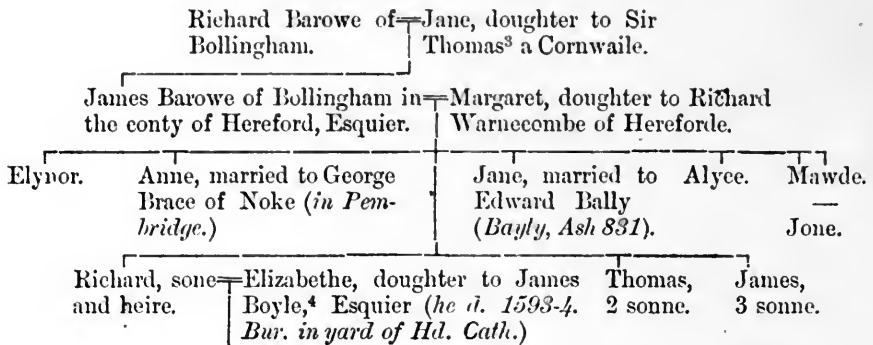 Richard Barowe of Bollingham.
Jane, doughter to Sir Thomas³ a Cornwaile.
James Barowe of Bollingham in the conty of Hereford, Esquier.
Margaret, doughter to Richard Warnecombe of Hereforde.
Elynor.
Anne, married to George Brace of Noke (in Pembridge.)
Jane, married to Edward Bally (Bayly, Ash 831).
Alyce.
Mawde.
—
Jone.
Richard, sone and heire.
Elizabethe, doughter to James Boyle,⁴ Esquier (he d. 1593-4. Bur. in yard of Hd. Cath.)
Thomas, 2 sonne.
James, 3 sonne.